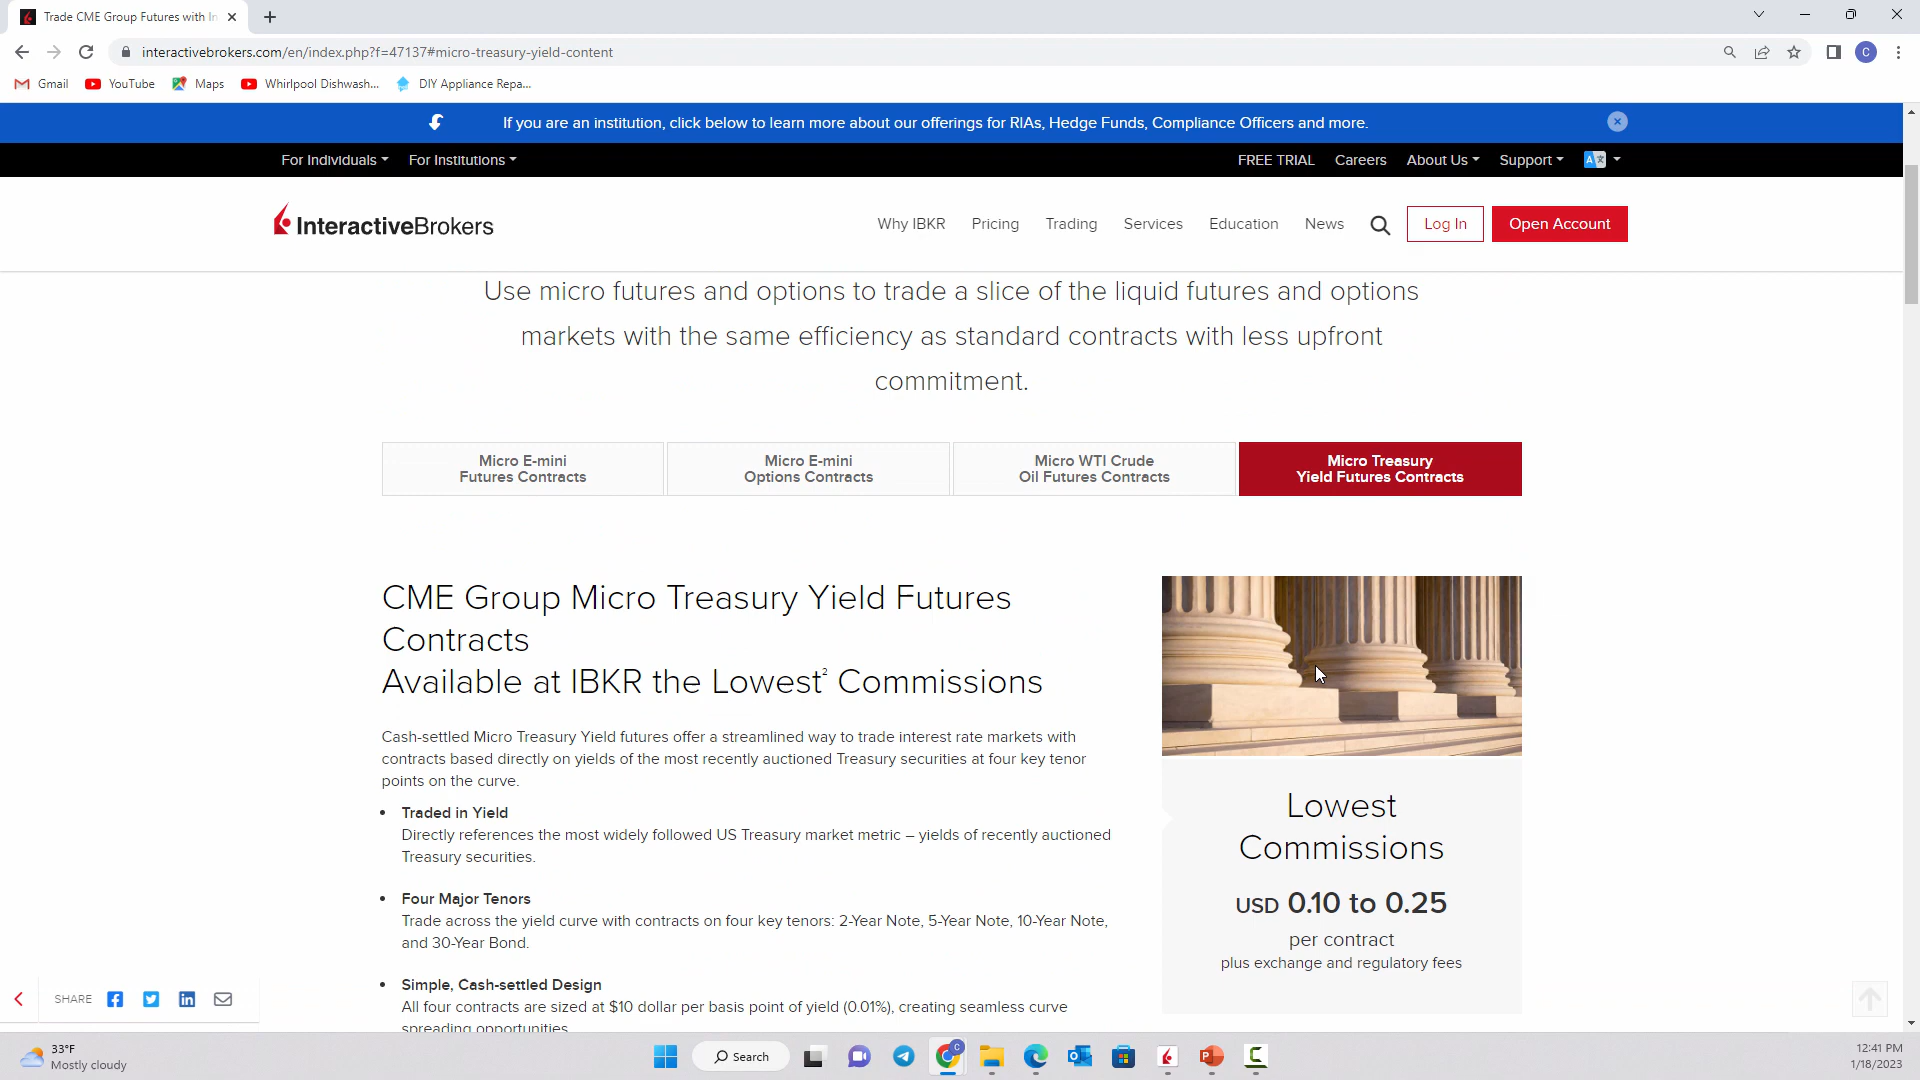 Trade CME Group Futures with In
interactivebrokers.com/en/index.php?f=47137#micro-treasury-yield-content
C
Gmail
YouTube
Maps
Whirlpool Dishwash...
DIY Appliance Repa...
If you are an institution, click below to learn more about our offerings for RIAs, Hedge Funds, Compliance Officers and more.
For Individuals
For Institutions
FREE TRIAL
Careers
About Us
Support
InteractiveBrokers
Why IBKR
Pricing
Trading
Services
Education
News
Log In
Open Account
Use micro futures and options to trade a slice of the liquid futures and options
markets with the same efficiency as standard contracts with less upfront
commitment.
Micro E-mini
Futures Contracts
Micro E-mini
Options Contracts
Micro WTI Crude
Oil Futures Contracts
Micro Treasury
Yield Futures Contracts
CME Group Micro Treasury Yield Futures
Contracts
Available at IBKR the Lowest² Commissions
Cash-settled Micro Treasury Yield futures offer a streamlined way to trade interest rate markets with
contracts based directly on yields of the most recently auctioned Treasury securities at four key tenor
points on the curve.
• Traded in Yield
Directly references the most widely followed US Treasury market metric – yields of recently auctioned
Treasury securities.
• Four Major Tenors
Trade across the yield curve with contracts on four key tenors: 2-Year Note, 5-Year Note, 10-Year Note,
and 30-Year Bond.
• Simple, Cash-settled Design
All four contracts are sized at $10 dollar per basis point of yield (0.01%), creating seamless curve
spreading opportunities.
Lowest
Commissions
USD 0.10 to 0.25
per contract
plus exchange and regulatory fees
SHARE
33°F
Mostly cloudy
Search
12:41 PM
1/18/2023